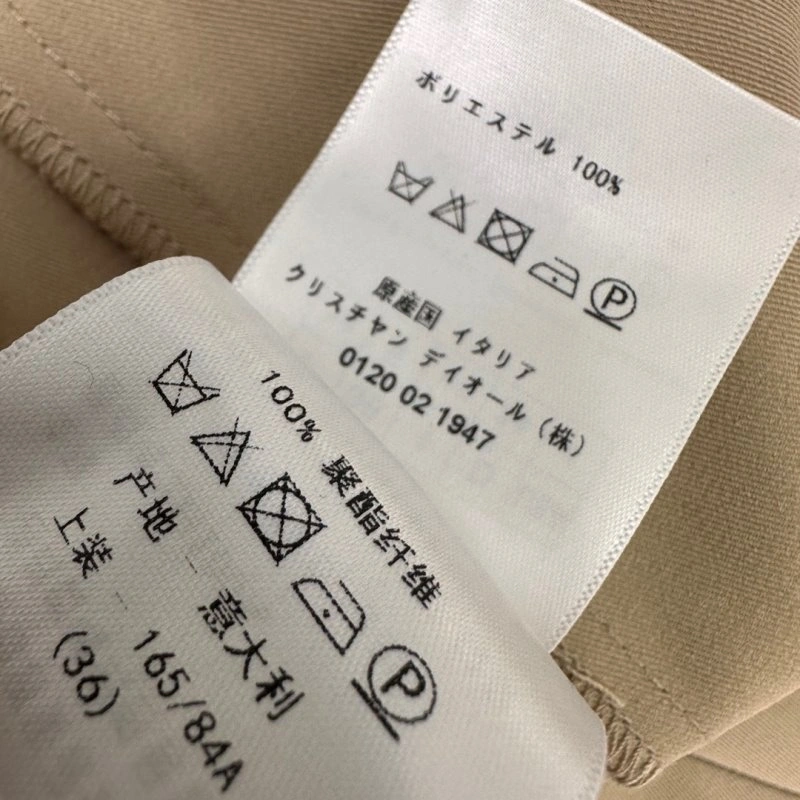 ポリエステル 100%
P
原産国 イタリア
クリスチャン ディオール (株)
0120 02 1947
100% 聚酯纤维
P
产地 - 意大利
上装 - 165/84A
(36)